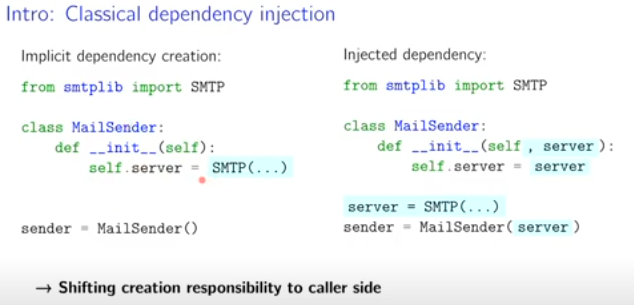 Intro: Classical dependency injection
Implicit dependency creation:
from smtplib import SMTP
class MailSender:
    def __init__(self):
        self.server = SMTP(...)
sender = MailSender()
Injected dependency:
from smtplib import SMTP
class MailSender:
    def __init__(self, server):
        self.server = server
server = SMTP(...)
sender = MailSender(server)
→ Shifting creation responsibility to caller side